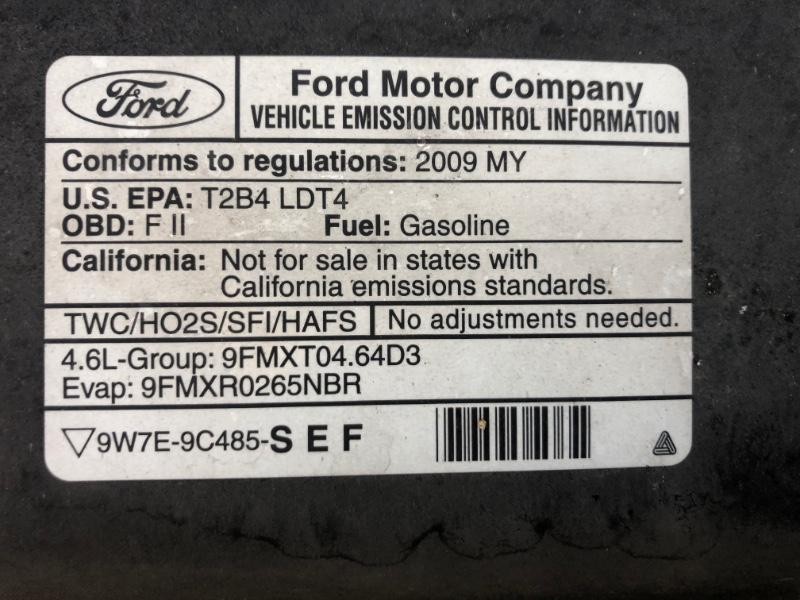 Ford
Ford Motor Company
VEHICLE EMISSION CONTROL INFORMATION
Conforms to regulations: 2009 MY
U.S. EPA: T2B4 LDT4
OBD: F II Fuel: Gasoline
California: Not for sale in states with
California emissions standards.
TWC/HO2S/SFI/HAFS No adjustments needed.
4.6L-Group: 9FMXT04.64D3
Evap: 9FMXR0265NBR
▽9W7E-9C485-S E F